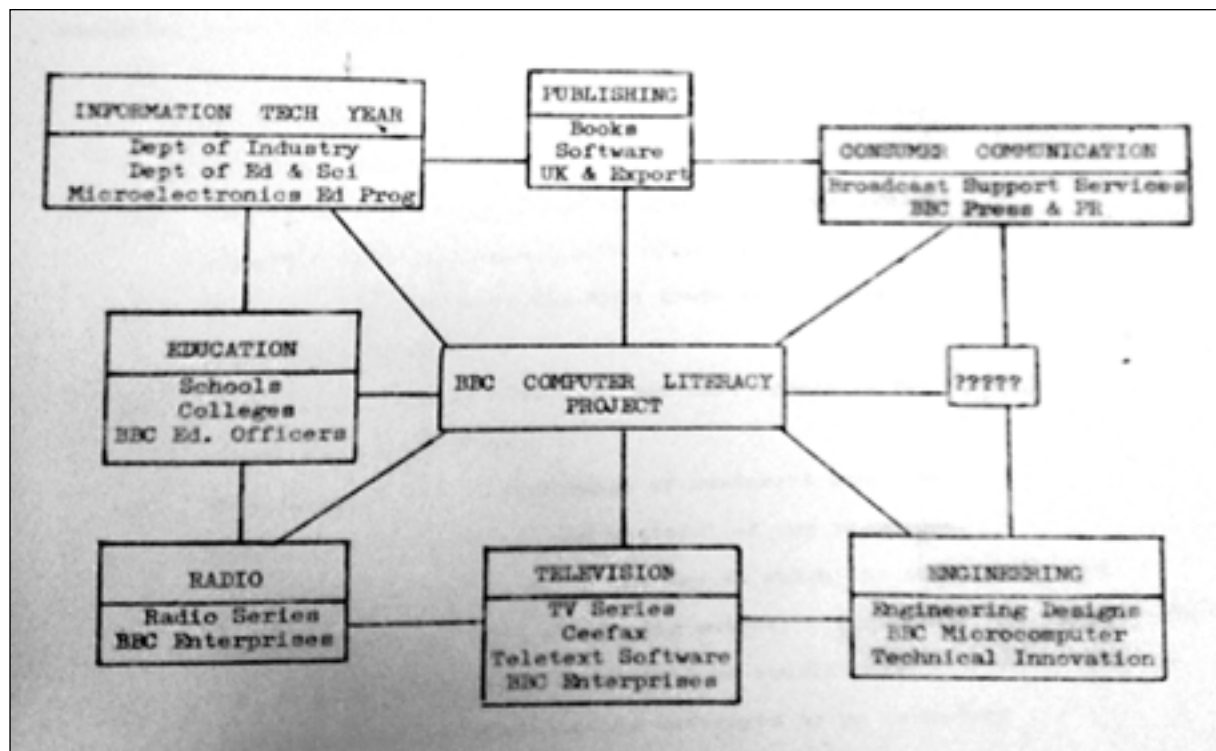 INFORMATION TECH YEAR
Dept of Industry
Dept of Ed & Sci
Microelectronics Ed Prog
PUBLISHING
Books
Software
UK & Export
CONSUMER COMMUNICATION
Broadcast Support Services
BBC Press & PR
EDUCATION
Schools
Colleges
BBC Ed. Officers
BBC COMPUTER LITERACY
PROJECT
?????
RADIO
Radio Series
BBC Enterprises
TELEVISION
TV Series
Ceefax
Teletext Software
BBC Enterprises
ENGINEERING
Engineering Designs
BBC Microcomputer
Technical Innovation